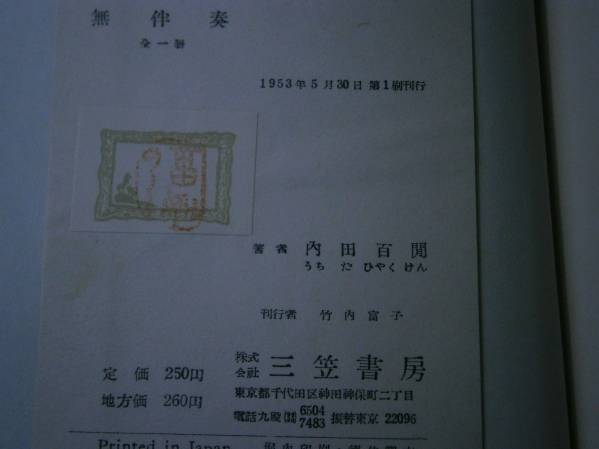 無伴奏
全一冊
1953年5月30日 第1刷刊行
著者 内田百閒
うちだ ひやくけん
刊行者 竹内富子
定価 250円
地方価 260円
株式会社 三笠書房
東京都千代田区神田神保町二丁目
電話九段(33) 6504 7483 振替東京 22096
Printed in Japan